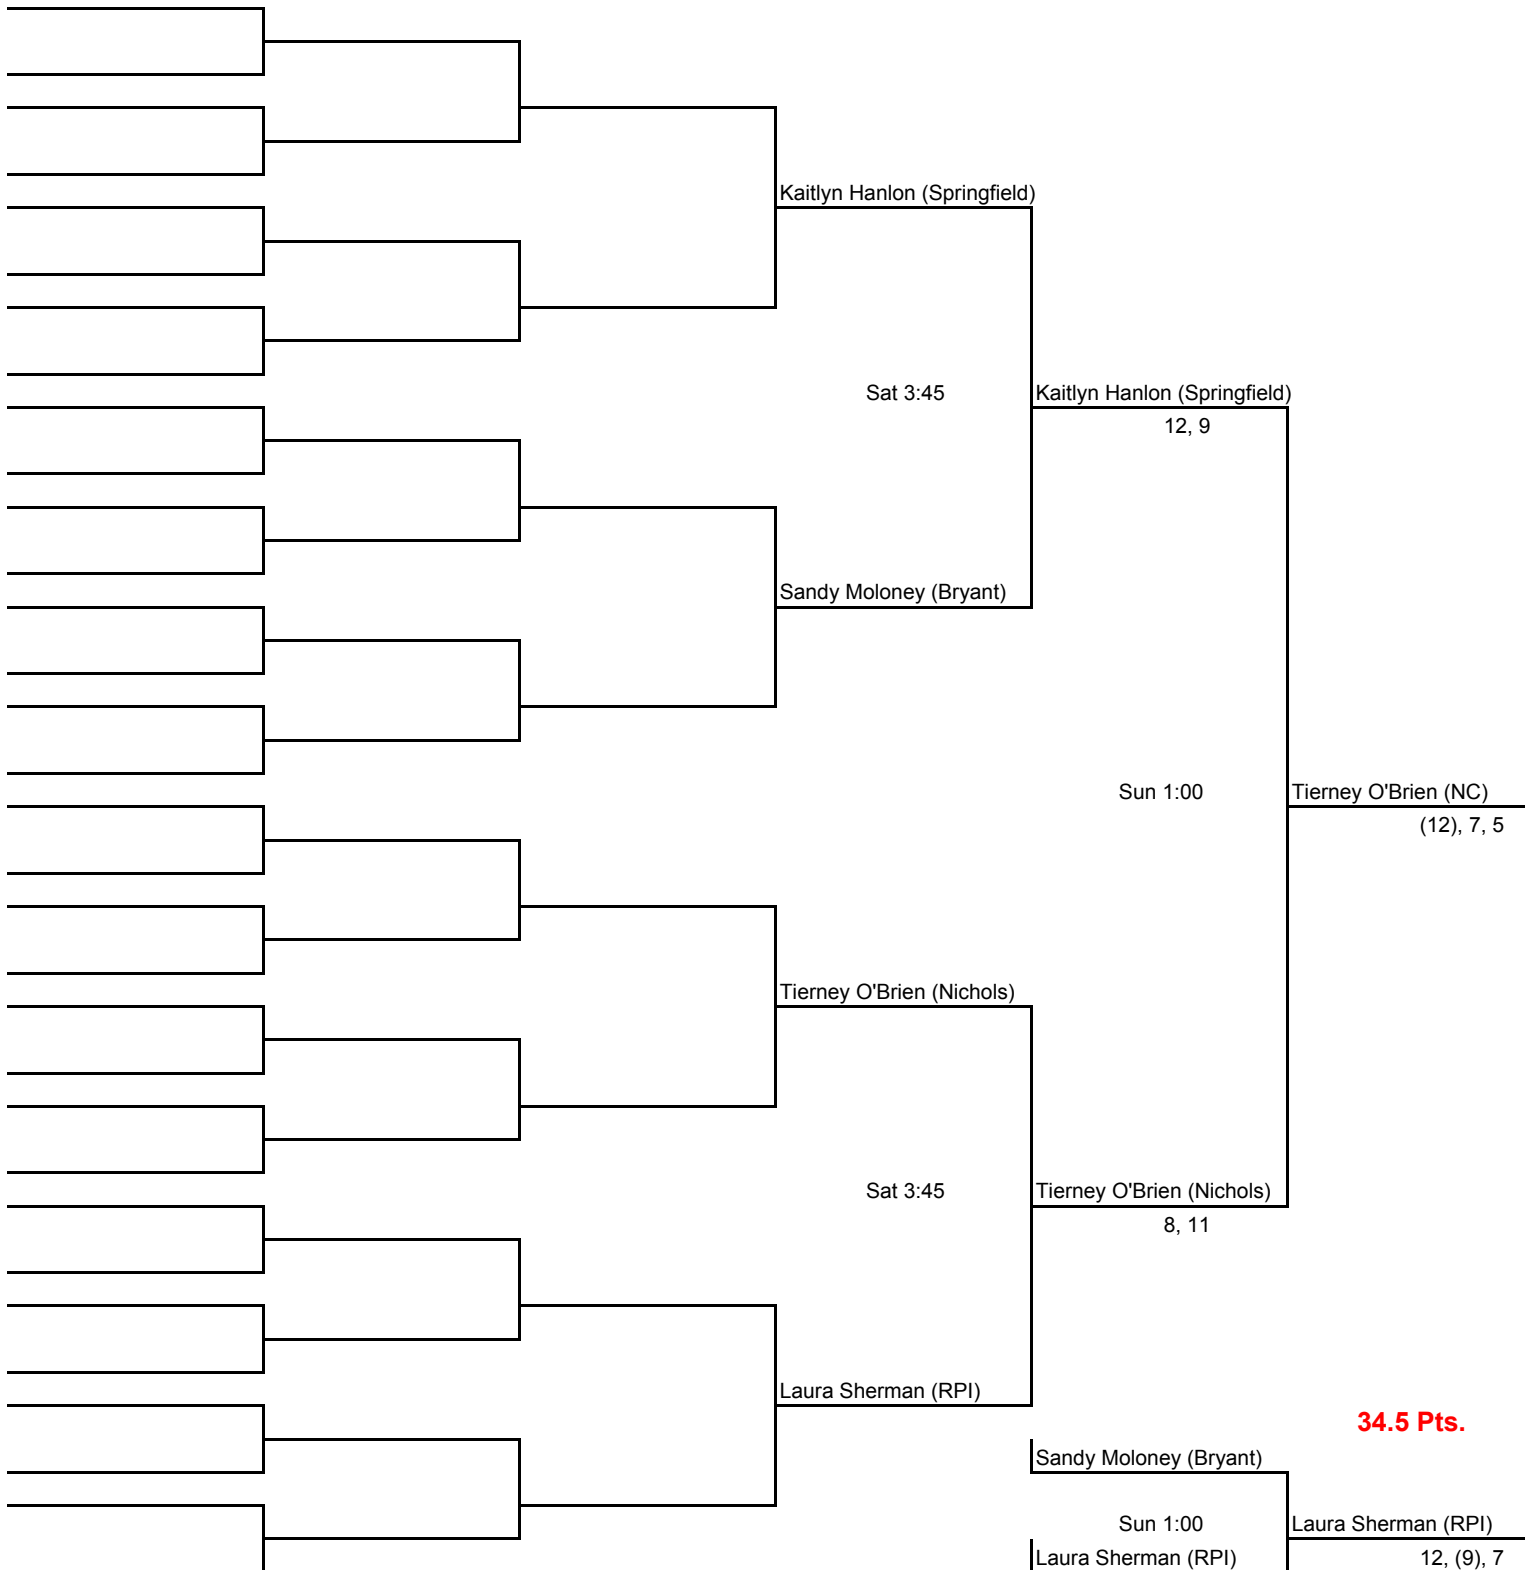 Kaitlyn Hanlon (Springfield)
Sat 3:45
Kaitlyn Hanlon (Springfield)
12, 9
Sandy Moloney (Bryant)
Sun 1:00
Tierney O'Brien (NC)
(12), 7, 5
Tierney O'Brien (Nichols)
Sat 3:45
Tierney O'Brien (Nichols)
8, 11
Laura Sherman (RPI)
34.5 Pts.
Sandy Moloney (Bryant)
Sun 1:00
Laura Sherman (RPI)
Laura Sherman (RPI)
12, (9), 7